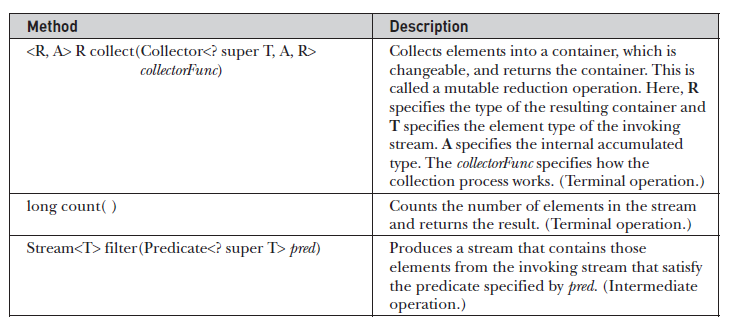 Method Description
<R, A> R collect(Collector<? super T, A, R>
collectorFunc)
Collects elements into a container, which is
changeable, and returns the container. This is
called a mutable reduction operation. Here, R
specifies the type of the resulting container and
T specifies the element type of the invoking
stream. A specifies the internal accumulated
type. The collectorFunc specifies how the
collection process works. (Terminal operation.)
long count( )
Counts the number of elements in the stream
and returns the result. (Terminal operation.)
Stream<T> filter(Predicate<? super T> pred)
Produces a stream that contains those
elements from the invoking stream that satisfy
the predicate specified by pred. (Intermediate
operation.)